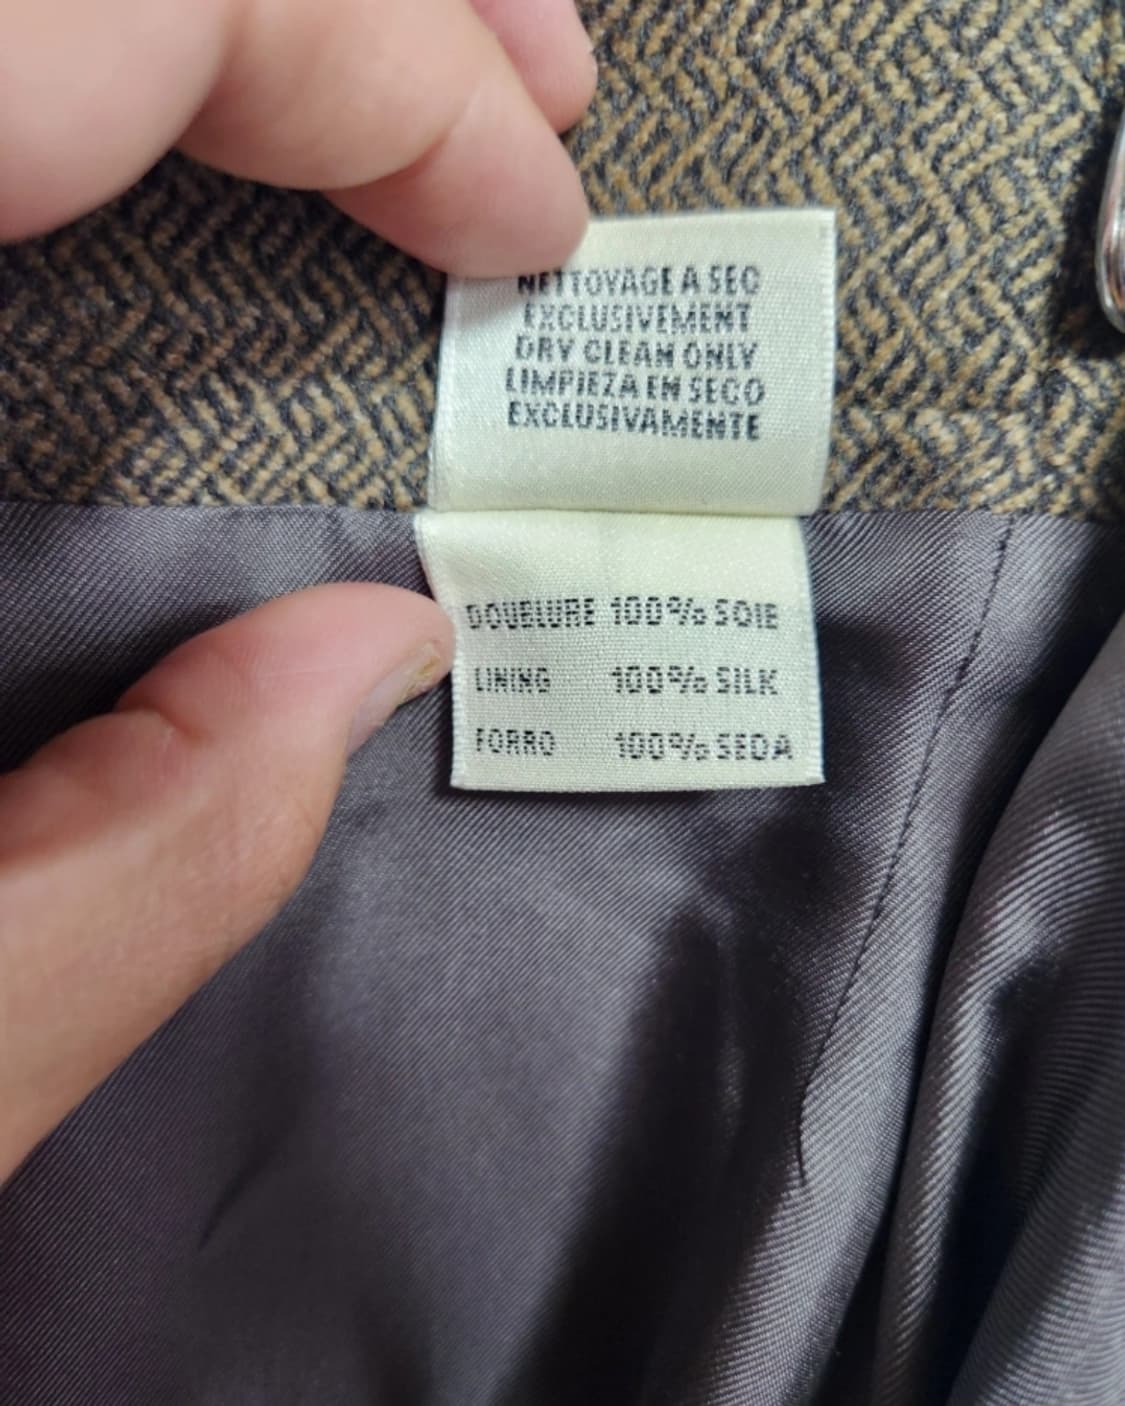 NETTOYAGE A SEC
EXCLUSIVEMENT
DRY CLEAN ONLY
LIMPIEZA EN SECO
EXCLUSIVAMENTE
DOUBLURE 100% SOIE
LINING 100% SILK
FORRO 100% SEDA